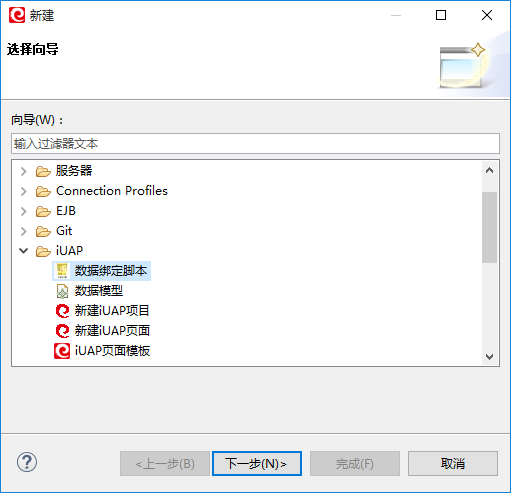 新建
选择向导
向导(W)：
输入过滤器文本
服务器
Connection Profiles
EJB
Git
iUAP
数据绑定脚本
数据模型
新建iUAP项目
新建iUAP页面
iUAP页面模板
<上一步(B)
下一步(N)>
完成(F)
取消